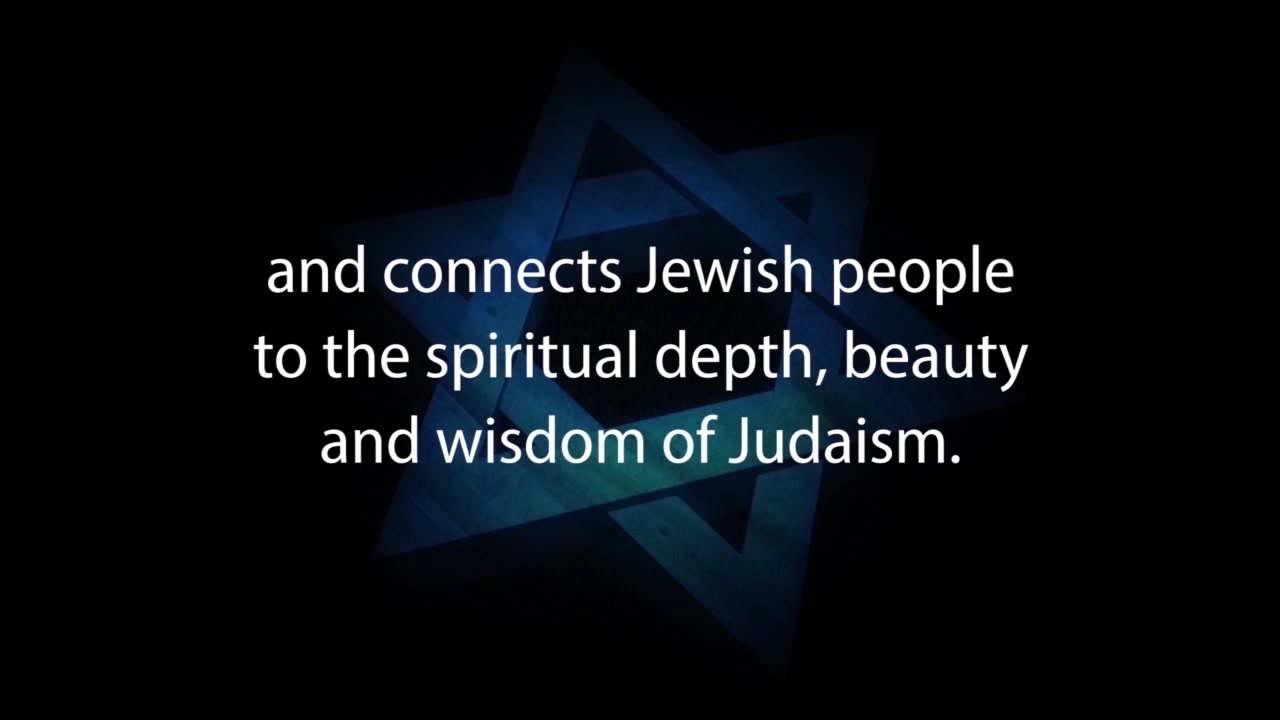 and connects Jewish people
to the spiritual depth, beauty
and wisdom of Judaism.